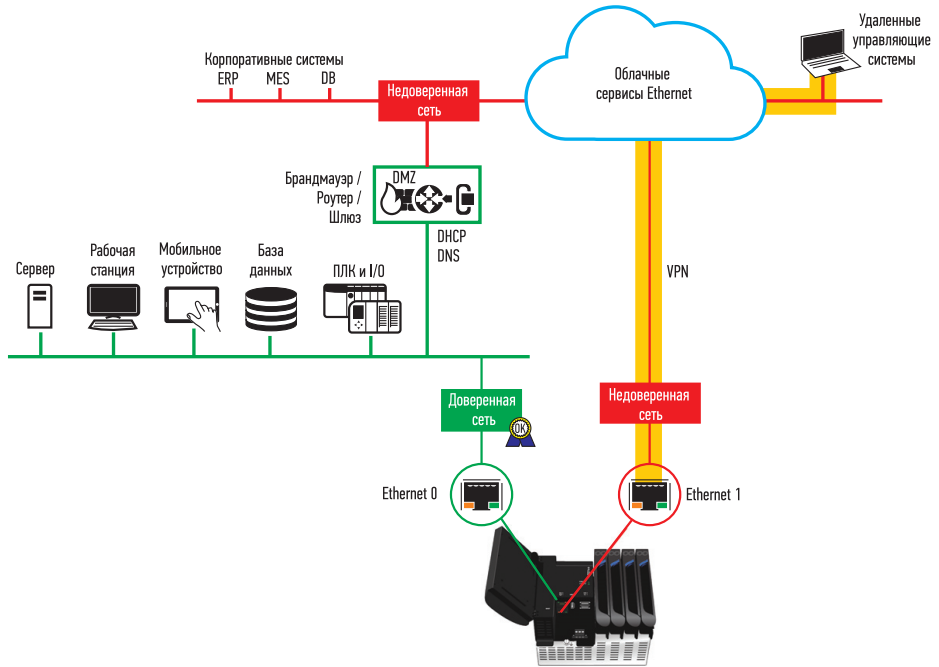 Удаленные
управляющие
системы
Корпоративные системы
ERP MES DB
Облачные
сервисы Ethernet
Недоверенная
сеть
Брандмауэр /
Роутер /
Шлюз
DMZ
DHCP
DNS
Сервер
Рабочая
станция
Мобильное
устройство
База
данных
ПЛК и I/O
VPN
Доверенная
сеть
OK
Недоверенная
сеть
Ethernet 0
Ethernet 1